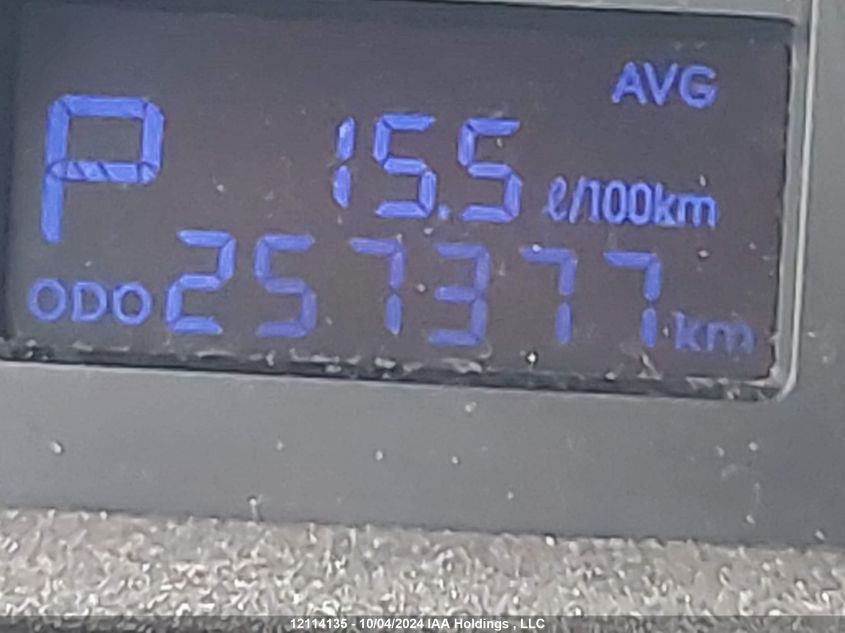 AVG
P 15.5 ℓ/100km
ODO 257377 km
12114135 - 10/04/2024 IAA Holdings , LLC